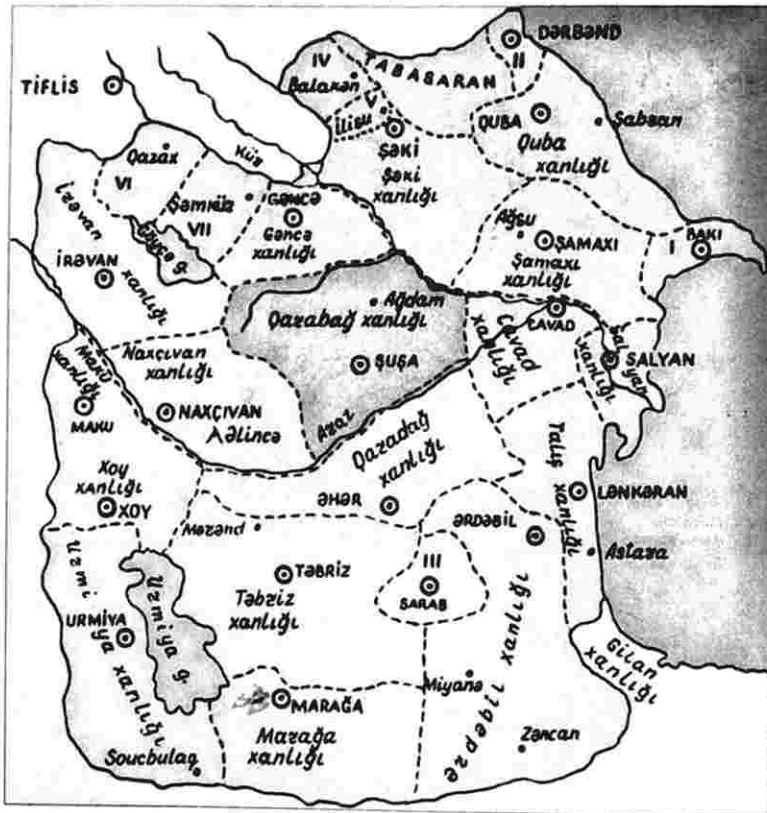 DƏRBƏND
II
IV
TABASARAN
Balakən
V
İlisu
TİFLİS
QUBA
Şabran
Quba
xanlığı
ŞƏKİ
Şəki
xanlığı
Qazax
VI
Kür
Şəmkir
VII
GƏNCƏ
Gəncə
xanlığı
Göyçə g.
Ağsu
ŞAMAXI
Şamaxı
xanlığı
I
BAKI
İrəvan
xanlığı
İRƏVAN
Ağdam
Qarabağ xanlığı
ŞUŞA
CAVAD
Cavad
xanlığı
Salyan
xanlığı
SALYAN
Naxçıvan
xanlığı
NAXÇIVAN
Əlincə
Araz
Maku
xanlığı
MAKU
Qaradağ
xanlığı
ƏHƏR
Talış xanlığı
LƏNKƏRAN
Astara
Xoy
xanlığı
XOY
Mərənd
ƏRDƏBİL
III
SARAB
TƏBRİZ
Təbriz
xanlığı
Urmiya xanlığı
URMİYA
Urmiya g.
Gilan
xanlığı
Miyanə
Ərdəbil xanlığı
MARAĞA
Marağa
xanlığı
Zəncan
Soucbulaq